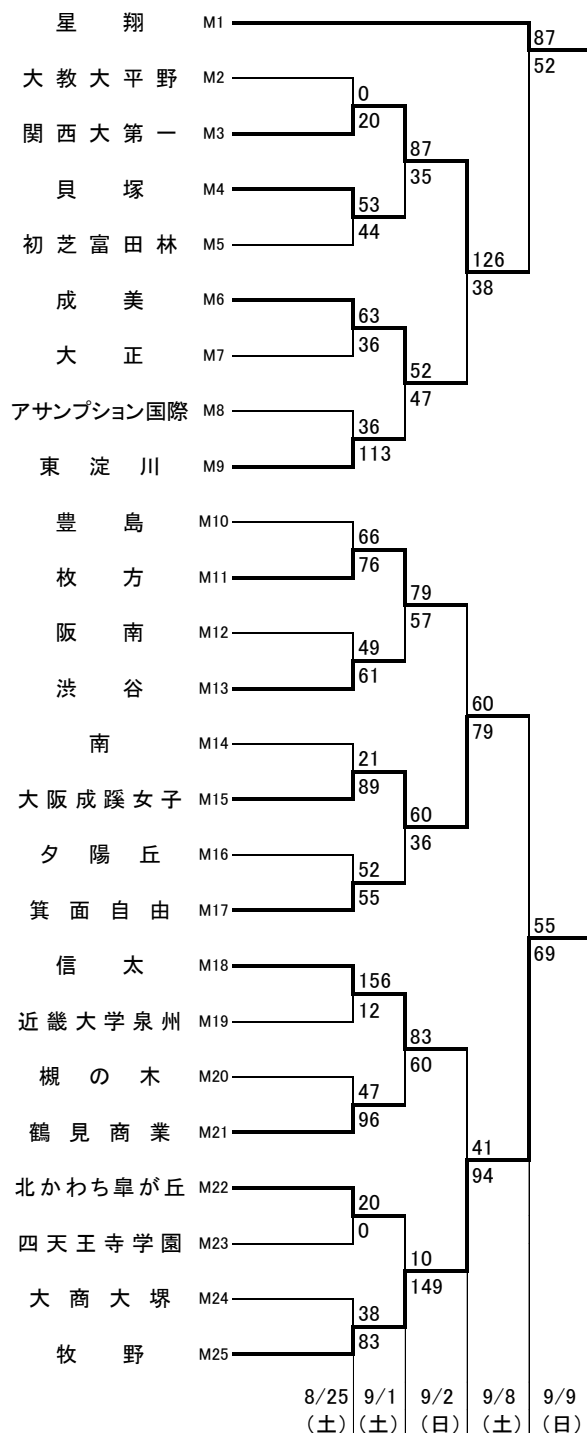 星翔 M1
87
52
大教大平野 M2
0
20
関西大第一 M3
87
35
貝塚 M4
53
44
初芝富田林 M5
126
38
成美 M6
63
36
大正 M7
52
47
アサンプション国際 M8
36
113
東淀川 M9
豊島 M10
66
76
枚方 M11
79
57
阪南 M12
49
61
渋谷 M13
60
79
南 M14
21
89
大阪成蹊女子 M15
60
36
夕陽丘 M16
52
55
箕面自由 M17
55
69
信太 M18
156
12
近畿大学泉州 M19
83
60
槻の木 M20
47
96
鶴見商業 M21
41
94
北かわち皐が丘 M22
20
0
四天王寺学園 M23
10
149
大商大堺 M24
38
83
牧野 M25
8/25 9/1 9/2 9/8 9/9
(土) (土) (日) (土) (日)